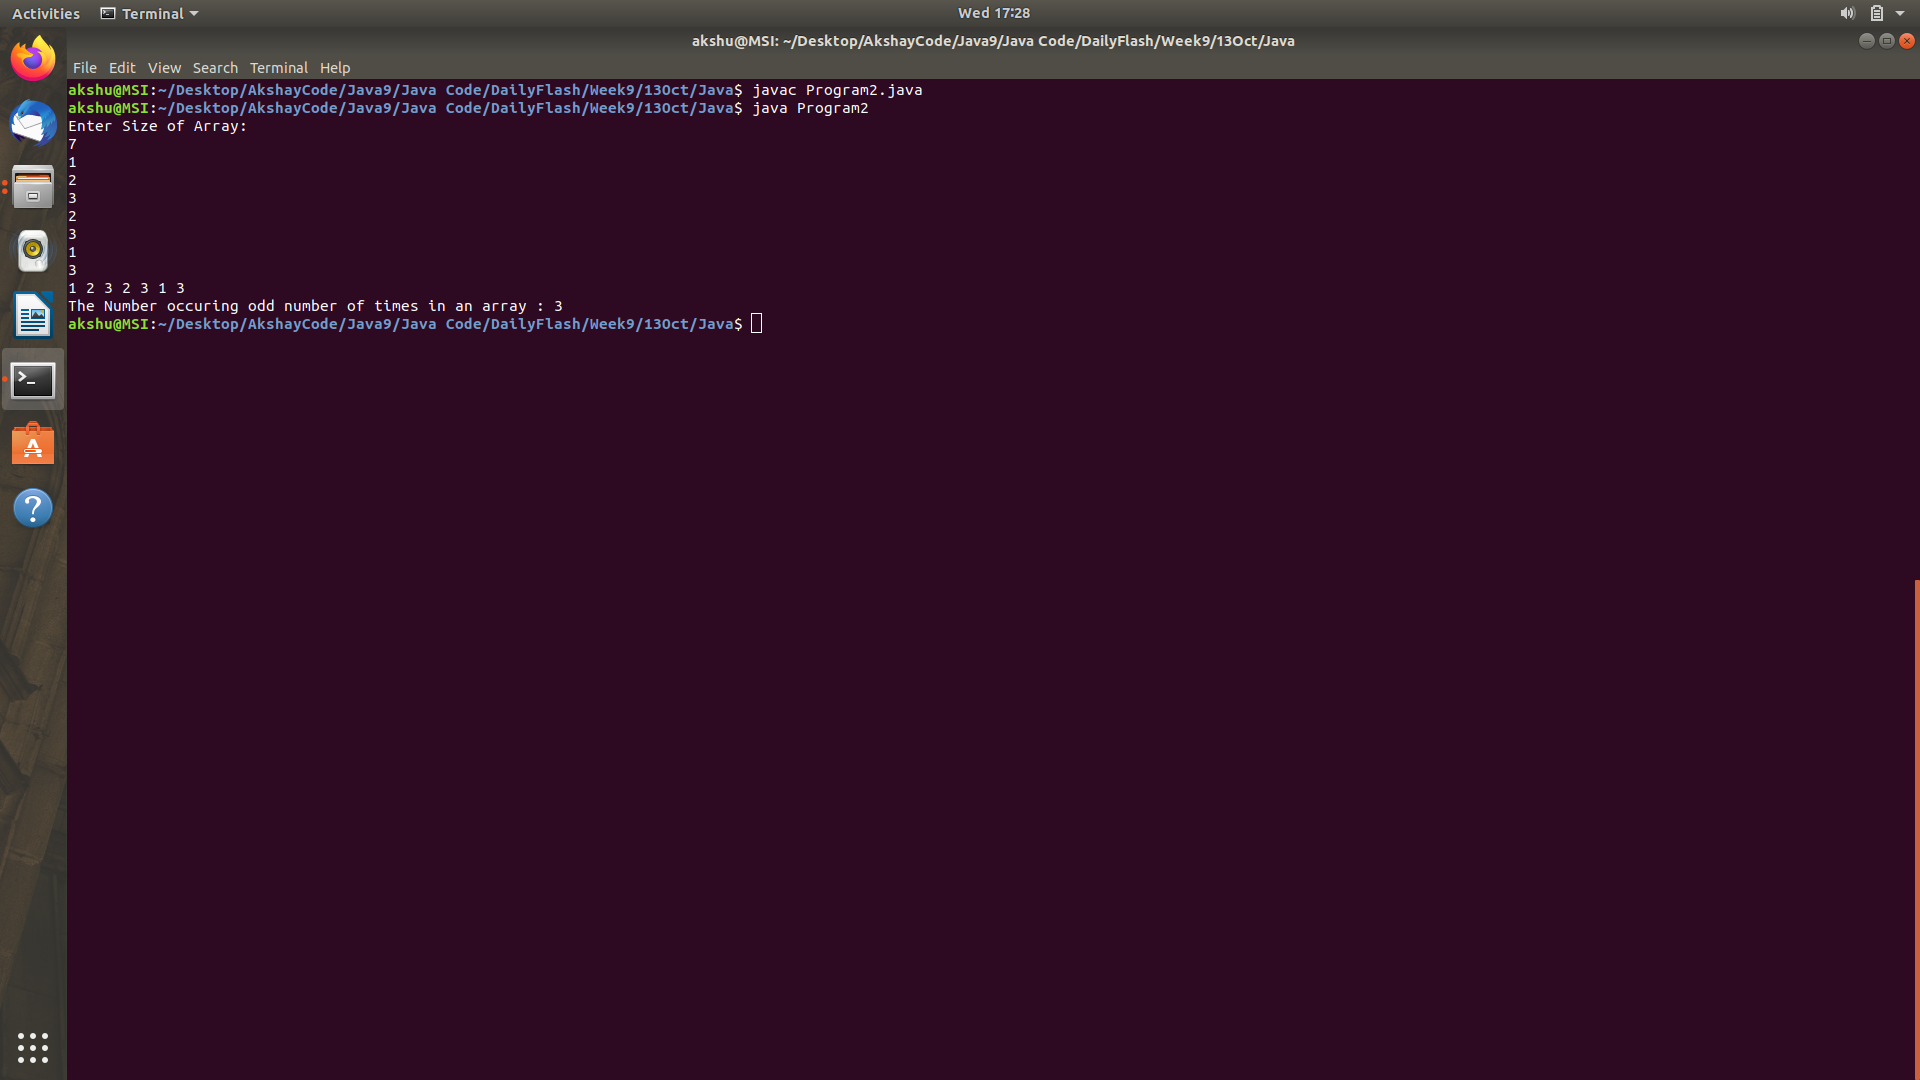 Activities Terminal Wed 17:28
akshu@MSI: ~/Desktop/AkshayCode/Java9/Java Code/DailyFlash/Week9/13Oct/Java
File Edit View Search Terminal Help
akshu@MSI:~/Desktop/AkshayCode/Java9/Java Code/DailyFlash/Week9/13Oct/Java$ javac Program2.java
akshu@MSI:~/Desktop/AkshayCode/Java9/Java Code/DailyFlash/Week9/13Oct/Java$ java Program2
Enter Size of Array:
7
1
2
3
2
3
1
3
1 2 3 2 3 1 3
The Number occuring odd number of times in an array : 3
akshu@MSI:~/Desktop/AkshayCode/Java9/Java Code/DailyFlash/Week9/13Oct/Java$